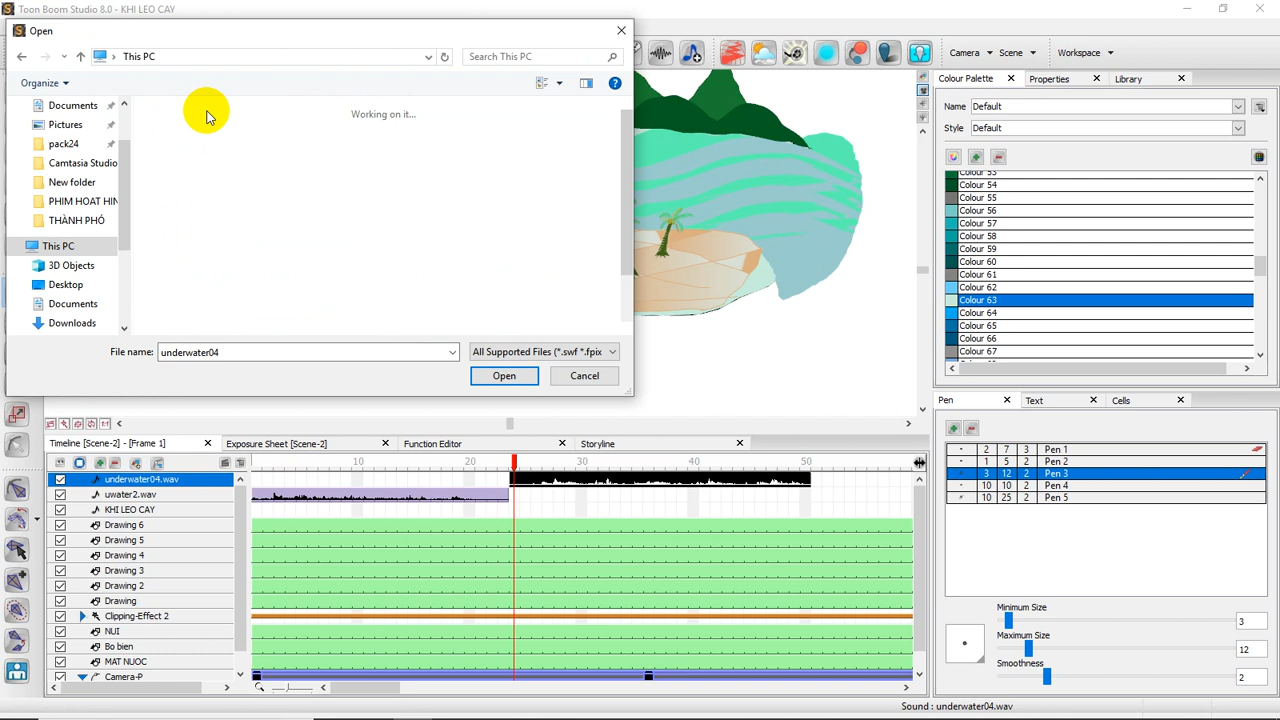 Toon Boom Studio 8.0 - KHI LEO CAY
Open
This PC
Search This PC
Camera
Scene
Workspace
Organize
Colour Palette
Properties
Library
Documents
Pictures
pack24
Camtasia Studio
New folder
PHIM HOAT HIN
THÀNH PHÓ
This PC
3D Objects
Desktop
Documents
Downloads
Working on it...
Name
Default
Style
Default
Colour 53
Colour 54
Colour 55
Colour 56
Colour 57
Colour 58
Colour 59
Colour 60
Colour 61
Colour 62
Colour 63
Colour 64
Colour 65
Colour 66
Colour 67
File name:
underwater04
All Supported Files (*.swf *.fpix
Open
Cancel
Pen
Text
Cells
2 7 3 Pen 1
1 5 2 Pen 2
3 12 2 Pen 3
10 10 2 Pen 4
10 25 2 Pen 5
Timeline [Scene-2] - [Frame 1]
Exposure Sheet [Scene-2]
Function Editor
Storyline
10 20 30 40 50
underwater04.wav
uwater2.wav
KHI LEO CAY
Drawing 6
Drawing 5
Drawing 4
Drawing 3
Drawing 2
Drawing
Clipping-Effect 2
NUI
Bo bien
MAT NUOC
Camera-P
Minimum Size
3
Maximum Size
12
Smoothness
2
Sound : underwater04.wav